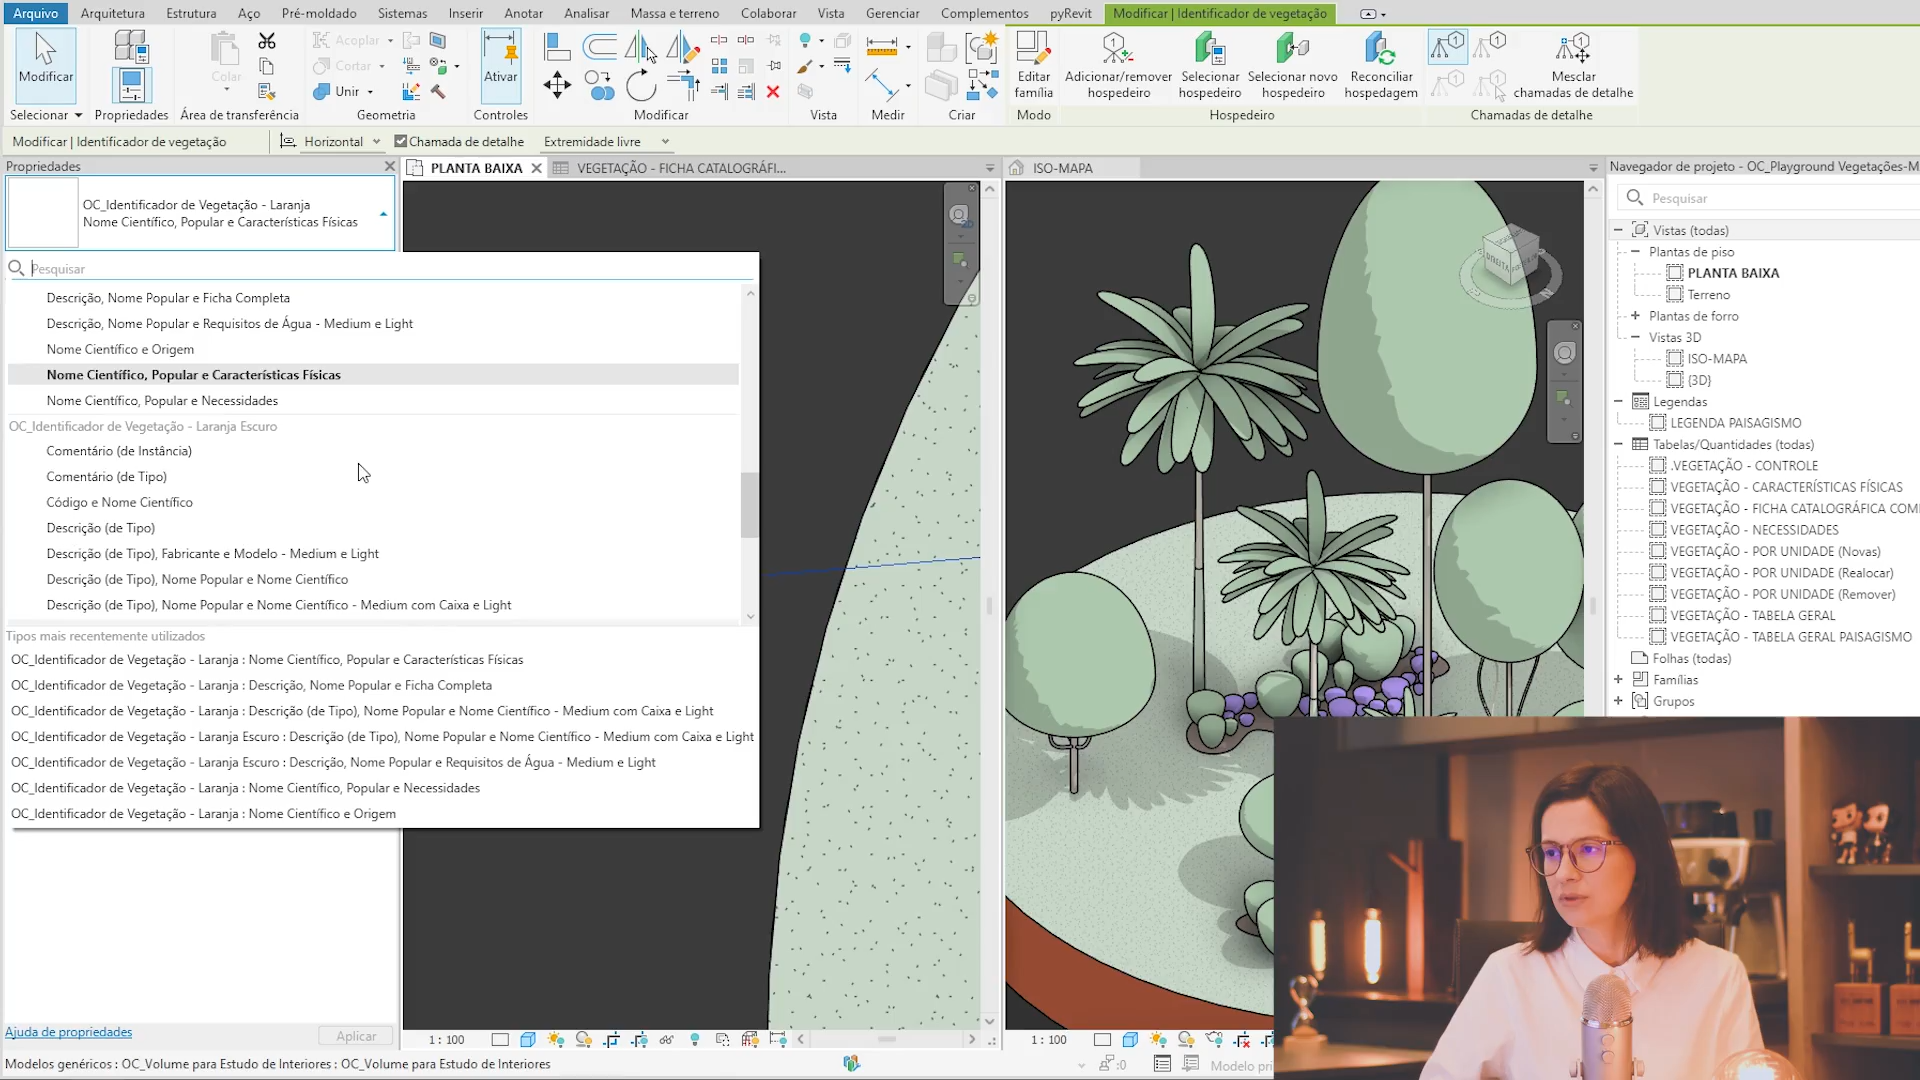 Arquivo Arquitetura Estrutura Aço Pré-moldado Sistemas Inserir Anotar Analisar Massa e terreno Colaborar Vista Gerenciar Complementos pyRevit Modificar | Identificador de vegetação
Modificar
Selecionar
Propriedades
Colar
Área de transferência
Acoplar
Cortar
Unir
Geometria
Ativar
Controles
Modificar
Vista
Medir
Criar
Editar família
Modo
Adicionar/remover hospedeiro
Selecionar hospedeiro
Selecionar novo hospedeiro
Reconciliar hospedagem
Hospedeiro
Mesclar chamadas de detalhe
Chamadas de detalhe
Modificar | Identificador de vegetação
Horizontal
Chamada de detalhe
Extremidade livre
Propriedades
OC_Identificador de Vegetação - Laranja
Nome Científico, Popular e Características Físicas
Pesquisar
Descrição, Nome Popular e Ficha Completa
Descrição, Nome Popular e Requisitos de Água - Medium e Light
Nome Científico e Origem
Nome Científico, Popular e Características Físicas
Nome Científico, Popular e Necessidades
OC_Identificador de Vegetação - Laranja Escuro
Comentário (de Instância)
Comentário (de Tipo)
Código e Nome Científico
Descrição (de Tipo)
Descrição (de Tipo), Fabricante e Modelo - Medium e Light
Descrição (de Tipo), Nome Popular e Nome Científico
Descrição (de Tipo), Nome Popular e Nome Científico - Medium com Caixa e Light
Tipos mais recentemente utilizados
OC_Identificador de Vegetação - Laranja : Nome Científico, Popular e Características Físicas
OC_Identificador de Vegetação - Laranja : Descrição, Nome Popular e Ficha Completa
OC_Identificador de Vegetação - Laranja : Descrição (de Tipo), Nome Popular e Nome Científico - Medium com Caixa e Light
OC_Identificador de Vegetação - Laranja Escuro : Descrição (de Tipo), Nome Popular e Nome Científico - Medium com Caixa e Light
OC_Identificador de Vegetação - Laranja Escuro : Descrição, Nome Popular e Requisitos de Água - Medium e Light
OC_Identificador de Vegetação - Laranja : Nome Científico, Popular e Necessidades
OC_Identificador de Vegetação - Laranja : Nome Científico e Origem
Ajuda de propriedades
Aplicar
PLANTA BAIXA
VEGETAÇÃO - FICHA CATALOGRÁFI...
2D
1 : 100
ISO-MAPA
DIREITA
1 : 100
Navegador de projeto - OC_Playground Vegetações-M
Pesquisar
Vistas (todas)
Plantas de piso
PLANTA BAIXA
Terreno
Plantas de forro
Vistas 3D
ISO-MAPA
{3D}
Legendas
LEGENDA PAISAGISMO
Tabelas/Quantidades (todas)
.VEGETAÇÃO - CONTROLE
VEGETAÇÃO - CARACTERÍSTICAS FÍSICAS
VEGETAÇÃO - FICHA CATALOGRÁFICA COM
VEGETAÇÃO - NECESSIDADES
VEGETAÇÃO - POR UNIDADE (Novas)
VEGETAÇÃO - POR UNIDADE (Realocar)
VEGETAÇÃO - POR UNIDADE (Remover)
VEGETAÇÃO - TABELA GERAL
VEGETAÇÃO - TABELA GERAL PAISAGISMO
Folhas (todas)
Famílias
Grupos
Modelos genéricos : OC_Volume para Estudo de Interiores : OC_Volume para Estudo de Interiores
:0
Modelo pri